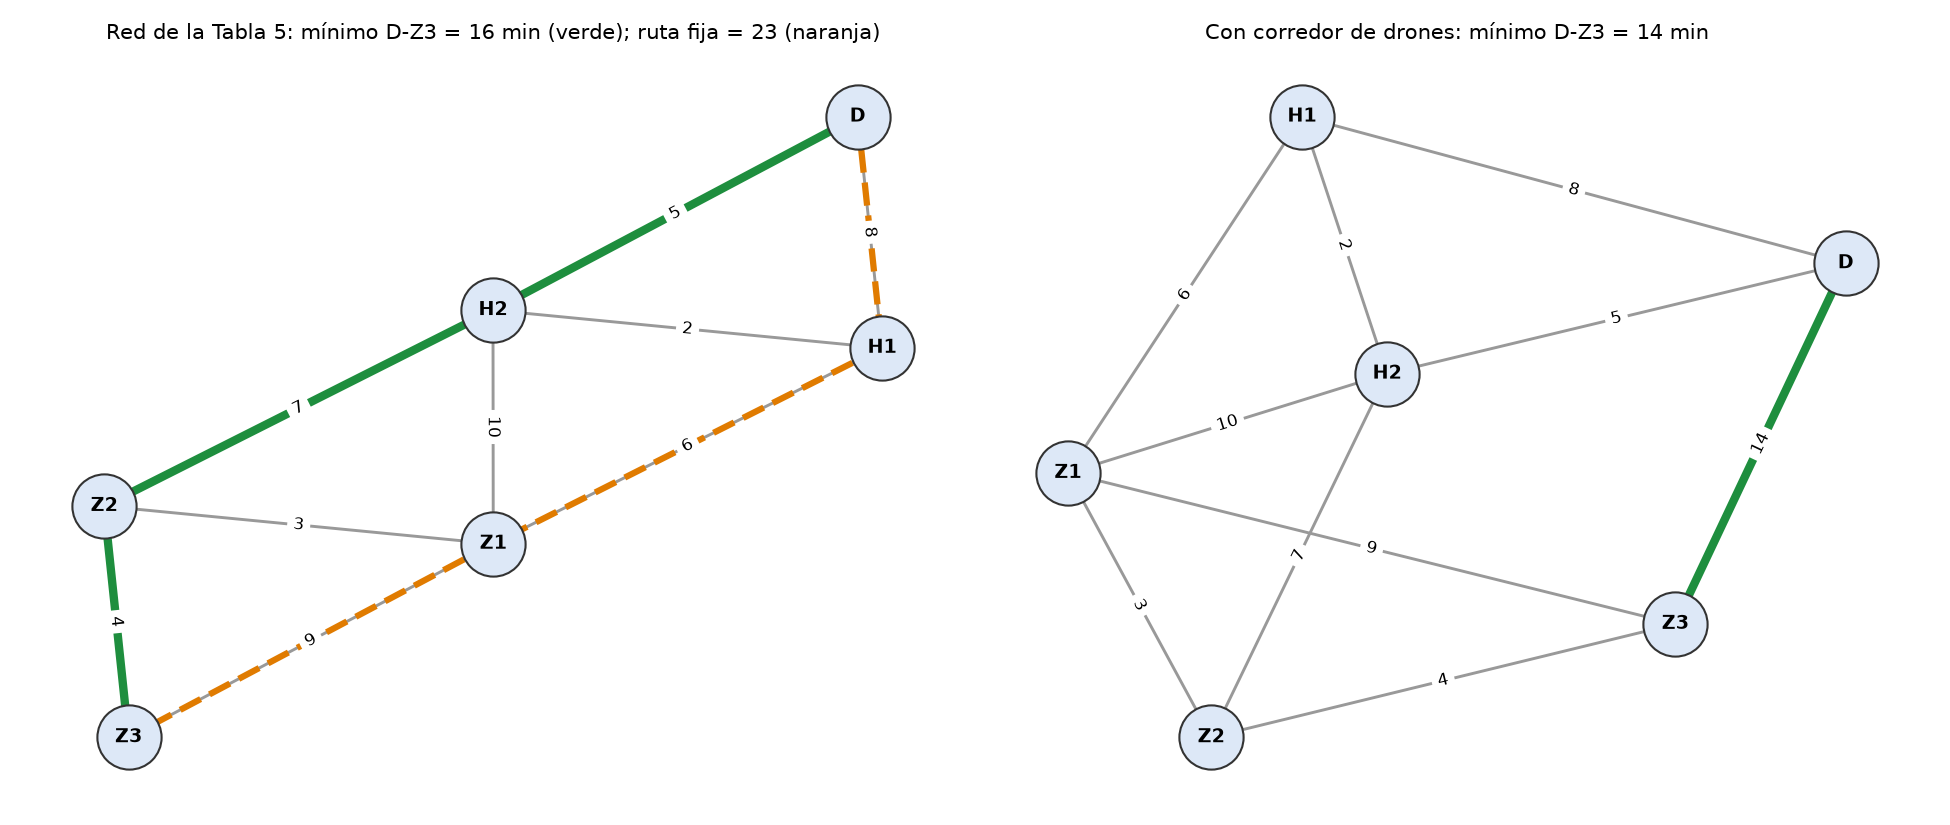 Red de la Tabla 5: mínimo D-Z3 = 16 min (verde); ruta fija = 23 (naranja)
D
5
8
H2
2
H1
7
10
6
Z2
3
Z1
4
9
Z3
Con corredor de drones: mínimo D-Z3 = 14 min
H1
8
2
D
6
5
H2
10
14
Z1
9
7
3
Z3
4
Z2